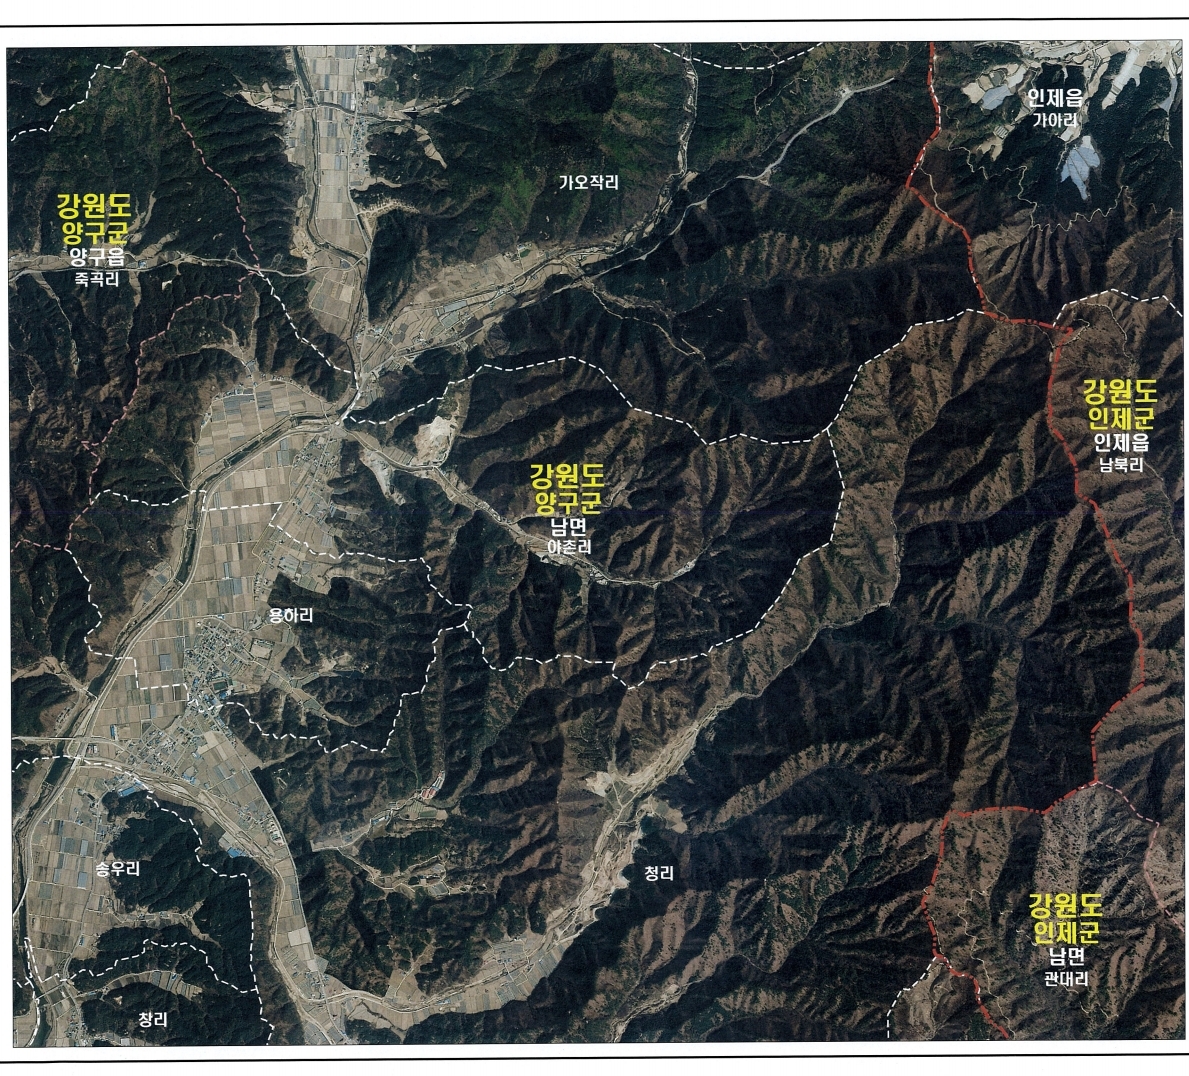 인제읍
가아리
가오작리
강원도
양구군
양구읍
죽곡리
강원도
인제군
인제읍
남북리
강원도
양구군
남면
야촌리
용하리
송우리
청리
강원도
인제군
남면
관대리
창리